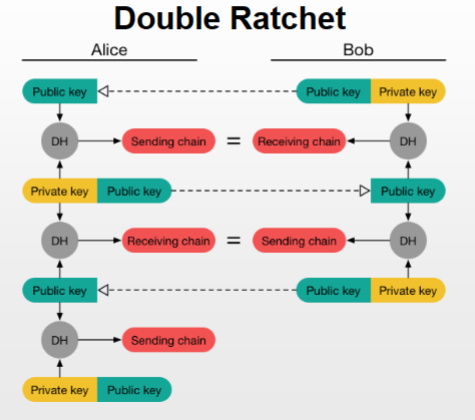 Double Ratchet
Alice Bob
Public key Public key Private key
DH Sending chain = Receiving chain DH
Private key Public key Public key
DH Receiving chain = Sending chain DH
Public key Public key Private key
DH Sending chain
Private key Public key